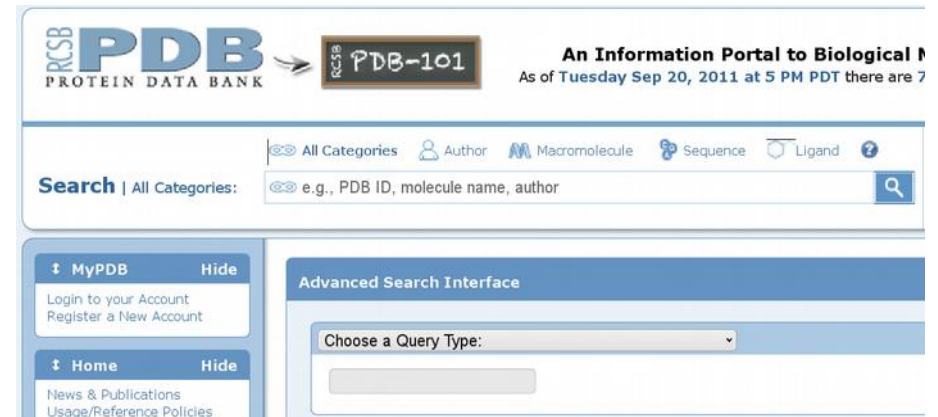 RCSB PDB
PROTEIN DATA BANK
RCSB PDB-101
An Information Portal to Biological
As of Tuesday Sep 20, 2011 at 5 PM PDT there are 7
All Categories Author Macromolecule Sequence Ligand ?
Search | All Categories:
e.g., PDB ID, molecule name, author
MyPDB Hide
Login to your Account
Register a New Account
Home Hide
News & Publications
Usage/Reference Policies
Advanced Search Interface
Choose a Query Type: